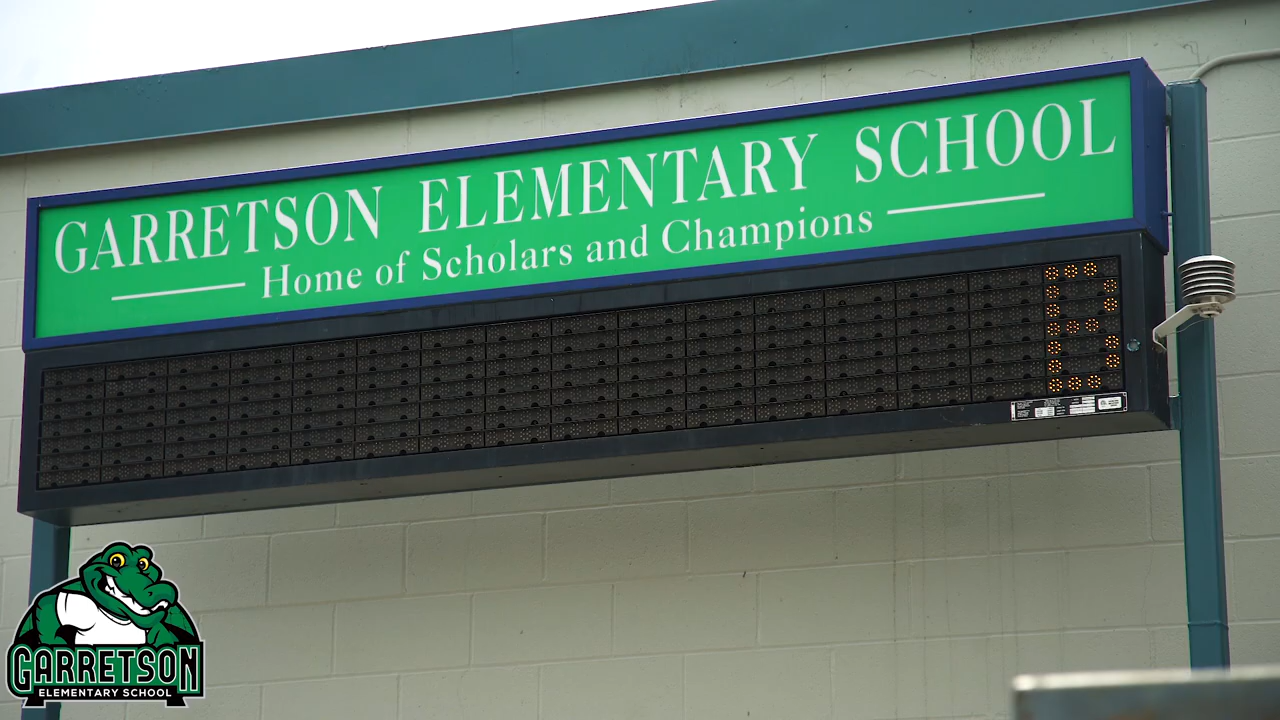 GARRETSON ELEMENTARY SCHOOL
Home of Scholars and Champions
B
GARRETSON
ELEMENTARY SCHOOL